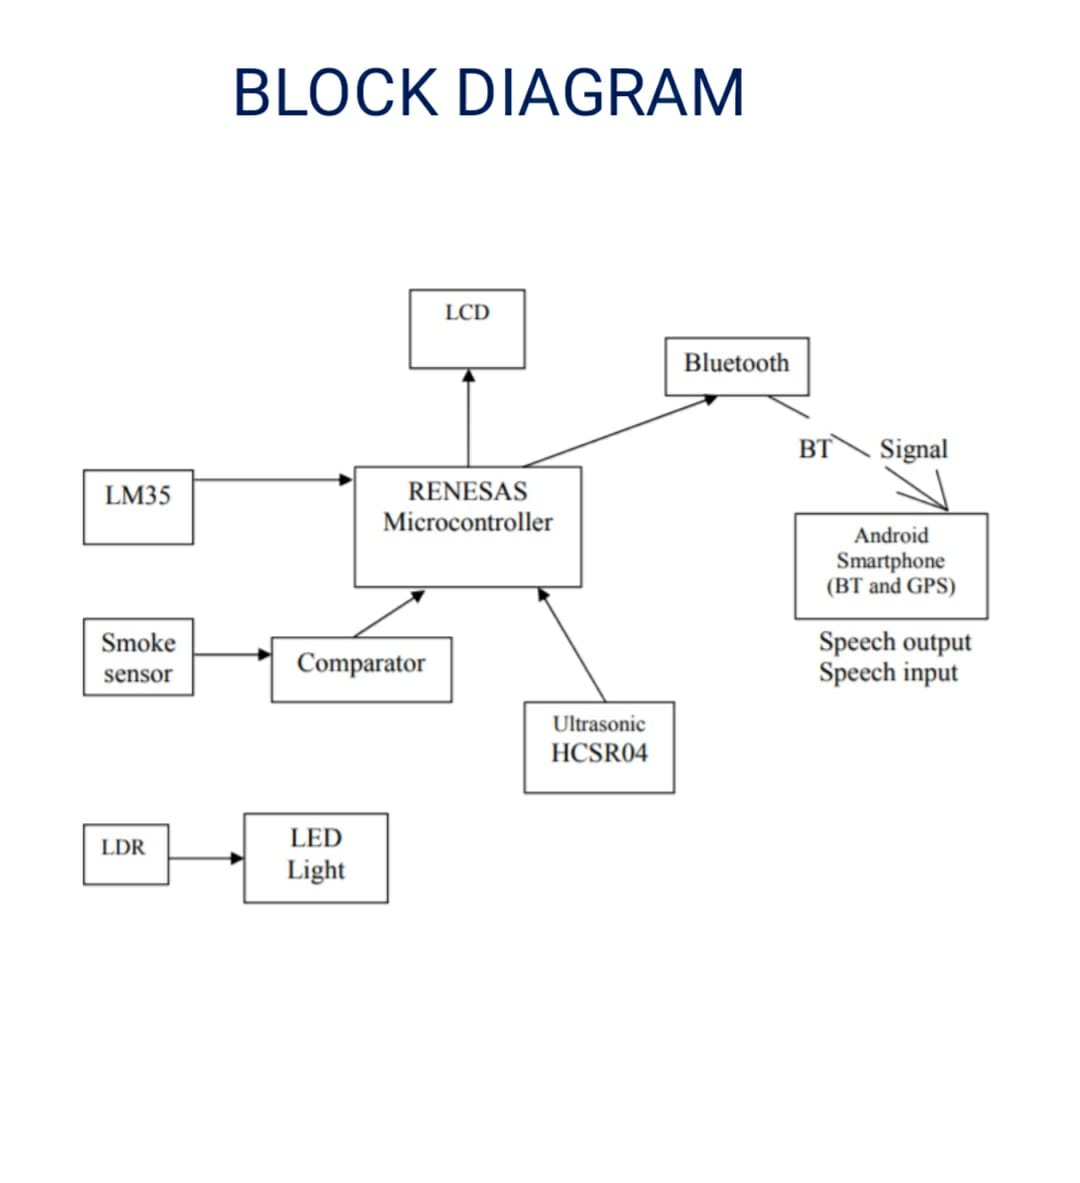 BLOCK DIAGRAM
LCD
Bluetooth
BT Signal
LM35
RENESAS
Microcontroller
Android
Smartphone
(BT and GPS)
Speech output
Speech input
Smoke
sensor
Comparator
Ultrasonic
HCSR04
LDR
LED
Light